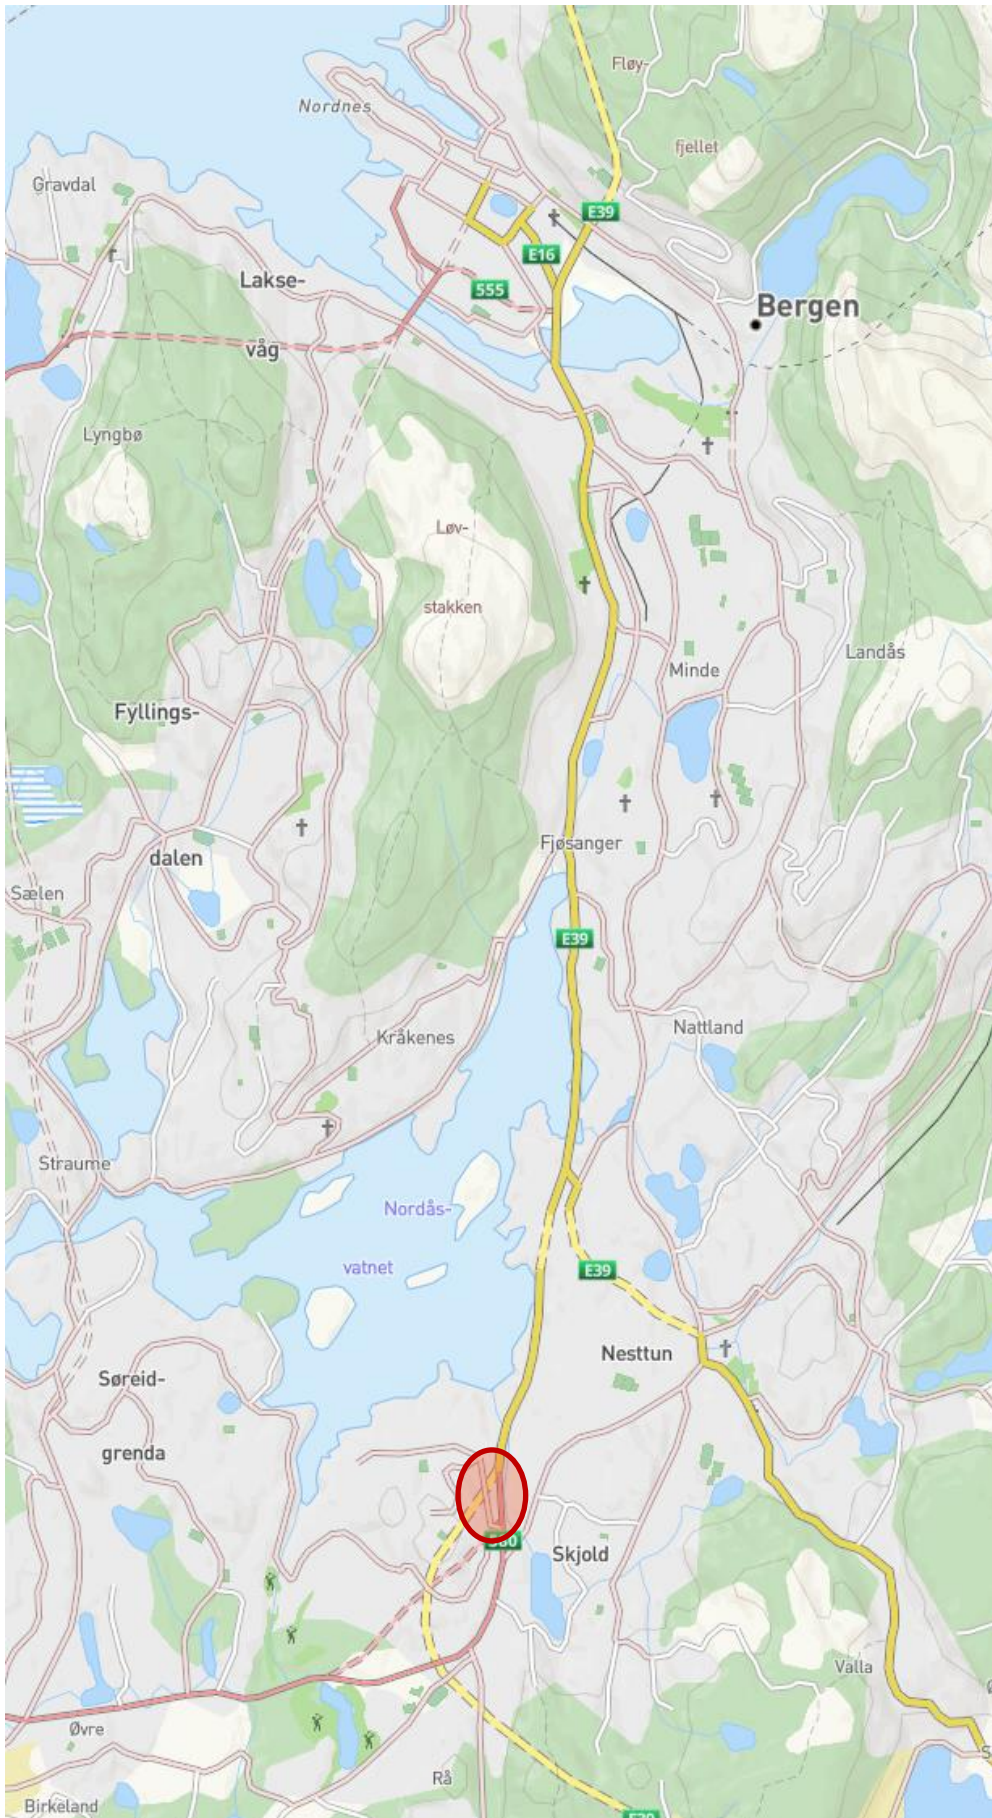 Fløy-
Nordnes
fjellet
Gravdal
E39
E16
Lakse-
555
Bergen
våg
Lyngbø
Løv-
stakken
Landås
Minde
Fyllings-
Fjøsanger
dalen
Sælen
E39
Nattland
Kråkenes
Straume
Nordås-
vatnet
E39
Nesttun
Søreid-
grenda
Skjold
Valla
Øvre
Rå
Birkeland